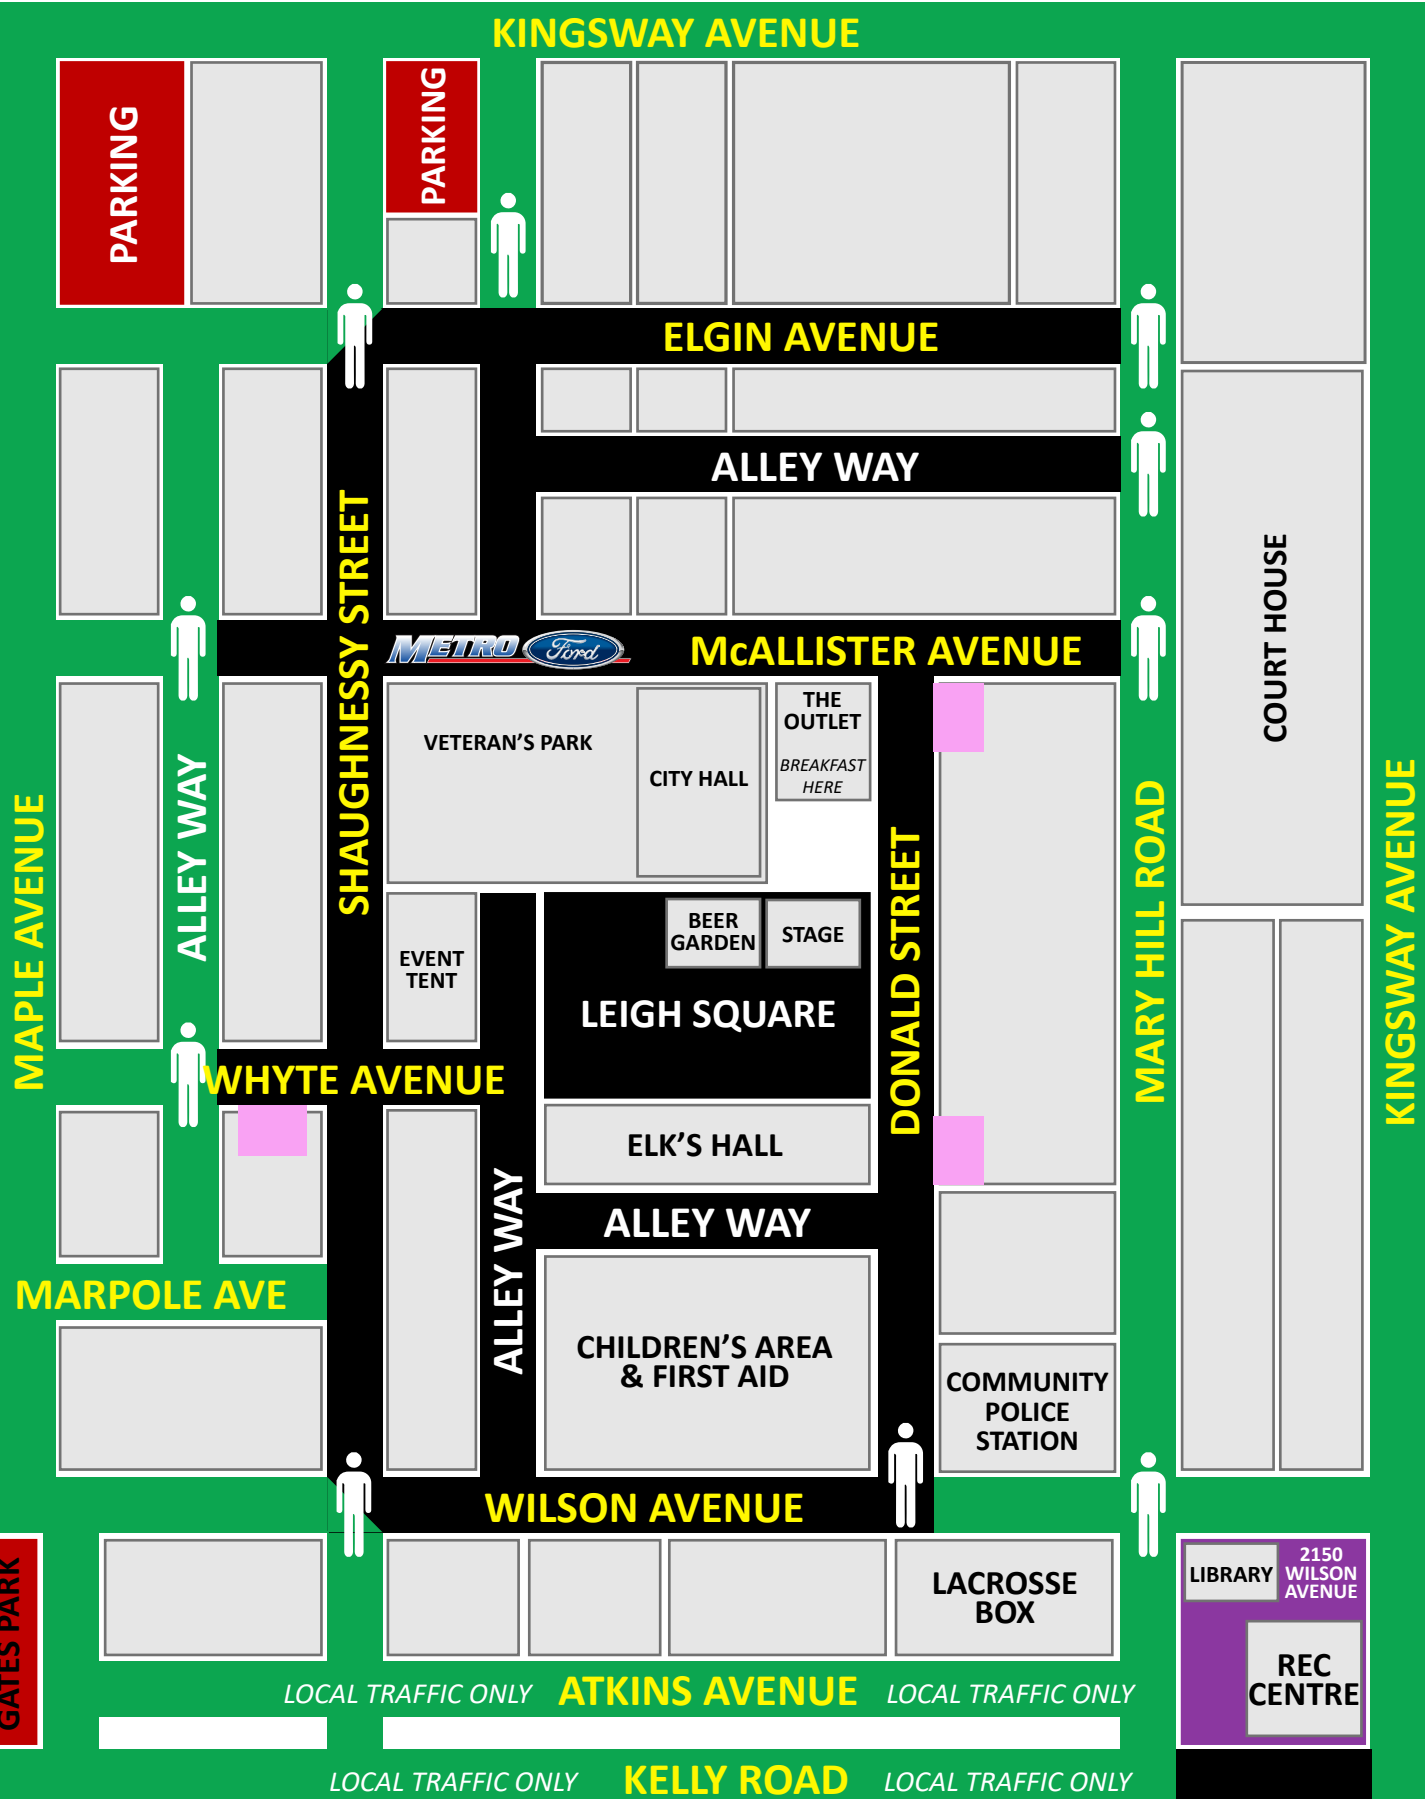 KINGSWAY AVENUE
PARKING
PARKING
ELGIN AVENUE
ALLEY WAY
SHAUGHNESSY STREET
COURT HOUSE
METRO Ford
McALLISTER AVENUE
VETERAN'S PARK
CITY HALL
THE
OUTLET
BREAKFAST
HERE
MAPLE AVENUE
ALLEY WAY
DONALD STREET
MARY HILL ROAD
KINGSWAY AVENUE
EVENT
TENT
BEER
GARDEN
STAGE
LEIGH SQUARE
WHYTE AVENUE
ELK'S HALL
ALLEY WAY
ALLEY WAY
MARPOLE AVE
CHILDREN'S AREA
& FIRST AID
COMMUNITY
POLICE
STATION
WILSON AVENUE
GATES PARK
LACROSSE
BOX
LIBRARY
2150
WILSON
AVENUE
REC
CENTRE
LOCAL TRAFFIC ONLY ATKINS AVENUE LOCAL TRAFFIC ONLY
LOCAL TRAFFIC ONLY KELLY ROAD LOCAL TRAFFIC ONLY